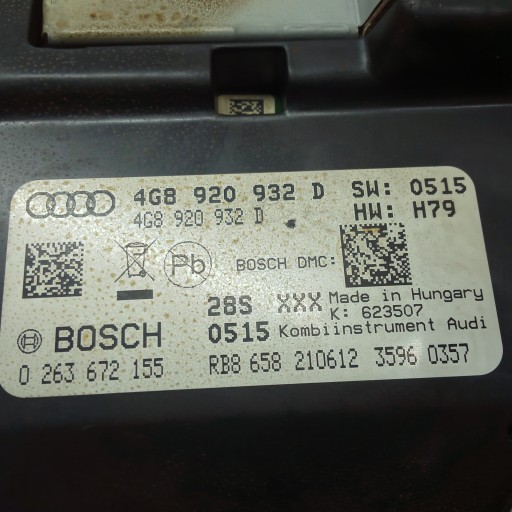 4G8 920 932 D SW: 0515
4G8 920 932 D HW: H79
Pb BOSCH DMC:
28S XXX Made in Hungary
K: 623507
BOSCH 0515 Kombiinstrument Audi
0 263 672 155 RB8 658 210612 3596 0357